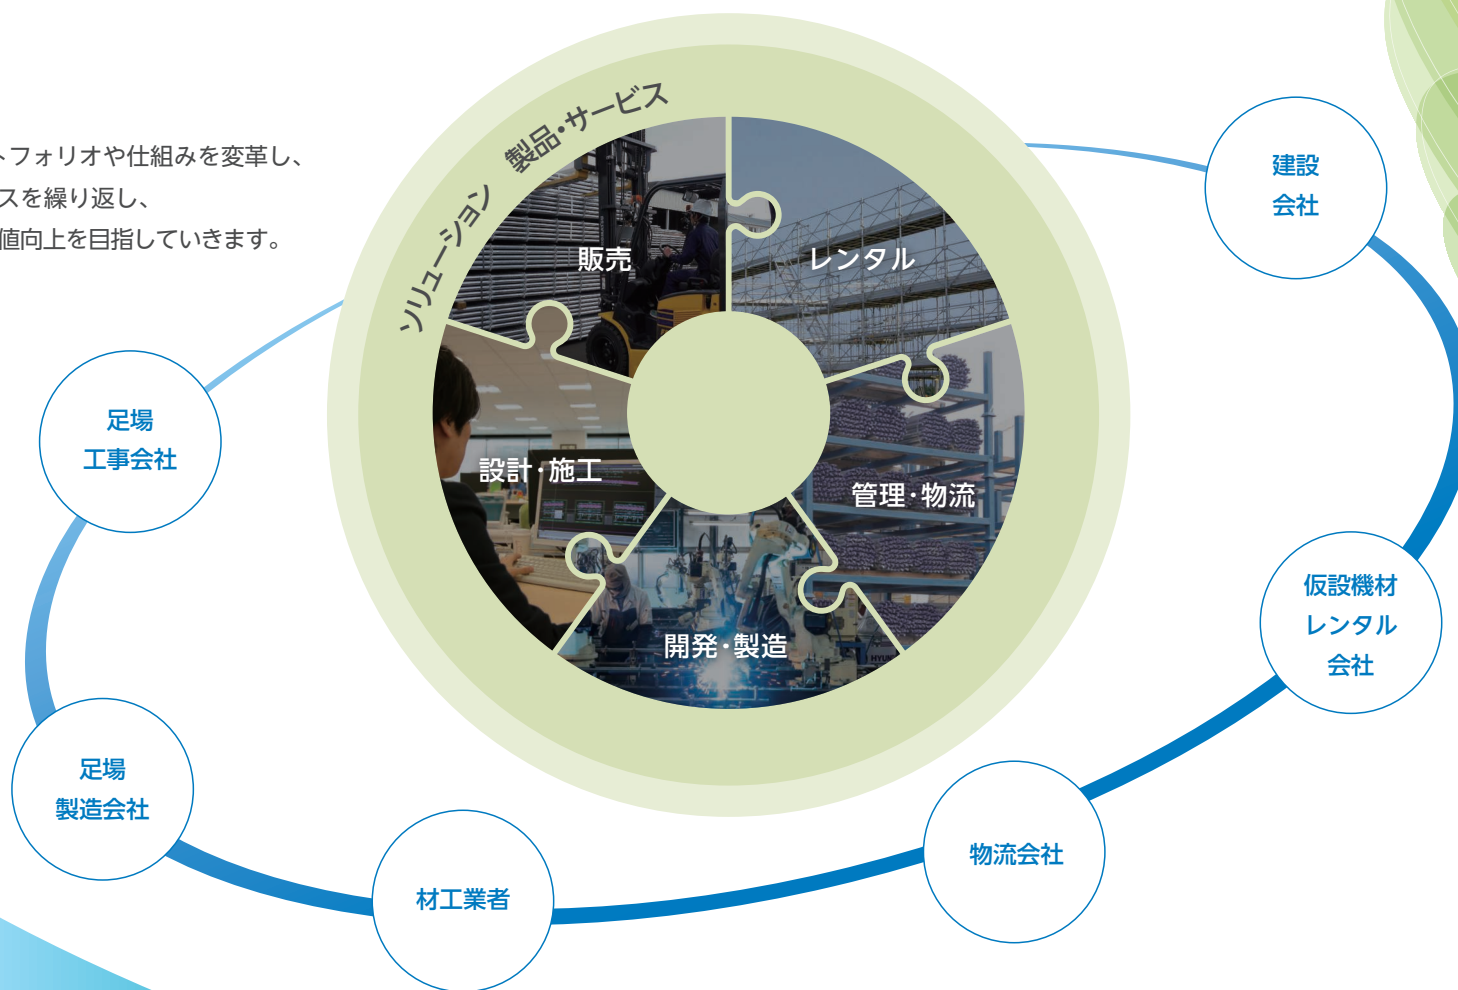 トフォリオや仕組みを変革し、
スを繰り返し、
値向上を目指していきます。
ソリューション 製品・サービス
販売
レンタル
設計・施工
管理・物流
開発・製造
建設
会社
足場
工事会社
仮設機材
レンタル
会社
足場
製造会社
物流会社
材工業者